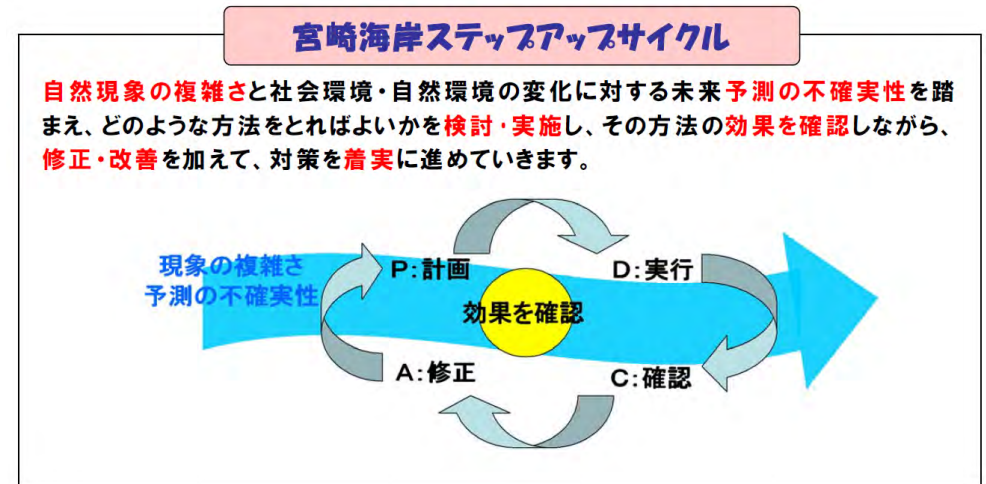 宮崎海岸ステップアップサイクル
自然現象の複雑さと社会環境・自然環境の変化に対する未来予測の不確実性を踏
まえ、どのような方法をとればよいかを検討・実施し、その方法の効果を確認しながら、
修正・改善を加えて、対策を着実に進めていきます。
現象の複雑さ
予測の不確実性
P:計画
D:実行
効果を確認
A:修正
C:確認